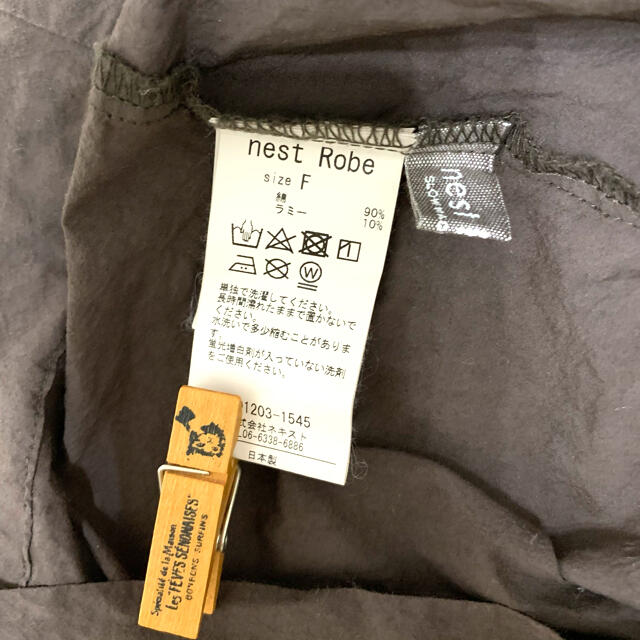 nest Robe
size F
綿 90%
ラミー 10%
単独で洗濯してください。
長時間濡れたままで置かないで
ください。
水洗いで多少縮むことがありま
す。
蛍光増白剤が入っていない洗剤
をご使用ください。
1203-1545
式会社ネキスト
L06-6338-6886
日本製
nest
Spécialité de la Maison
Les FÈVES SENONAISES
BONBONS SURFINS